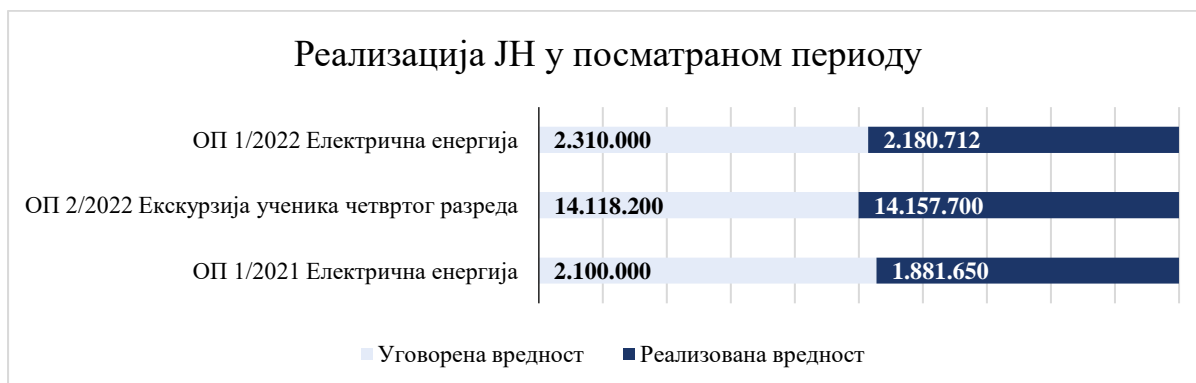 Реализација ЈН у посматраном периоду
ОП 1/2022 Електрична енергија 2.310.000 2.180.712
ОП 2/2022 Екскурзија ученика четвртог разреда 14.118.200 14.157.700
ОП 1/2021 Електрична енергија 2.100.000 1.881.650
Уговорена вредност Реализована вредност